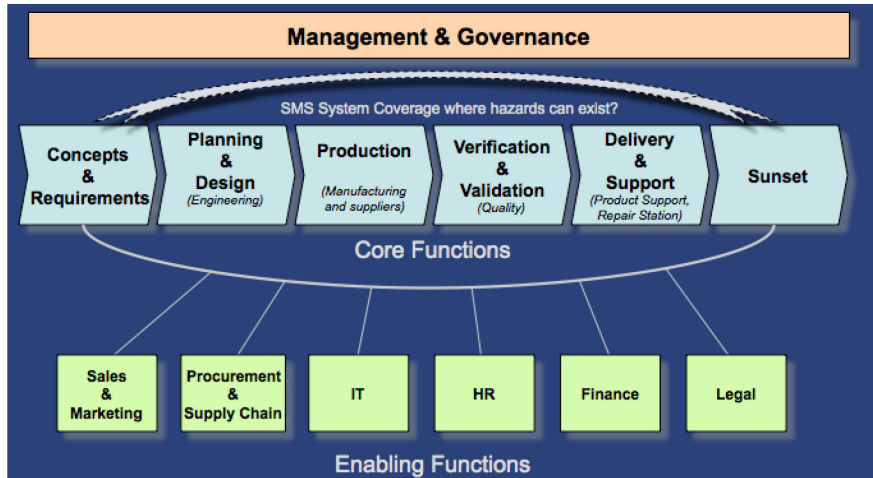 Management & Governance
SMS System Coverage where hazards can exist?
Concepts
&
Requirements
Planning
&
Design
(Engineering)
Production
(Manufacturing
and suppliers)
Verification
&
Validation
(Quality)
Delivery
&
Support
(Product Support,
Repair Station)
Sunset
Core Functions
Sales
&
Marketing
Procurement
&
Supply Chain
IT
HR
Finance
Legal
Enabling Functions